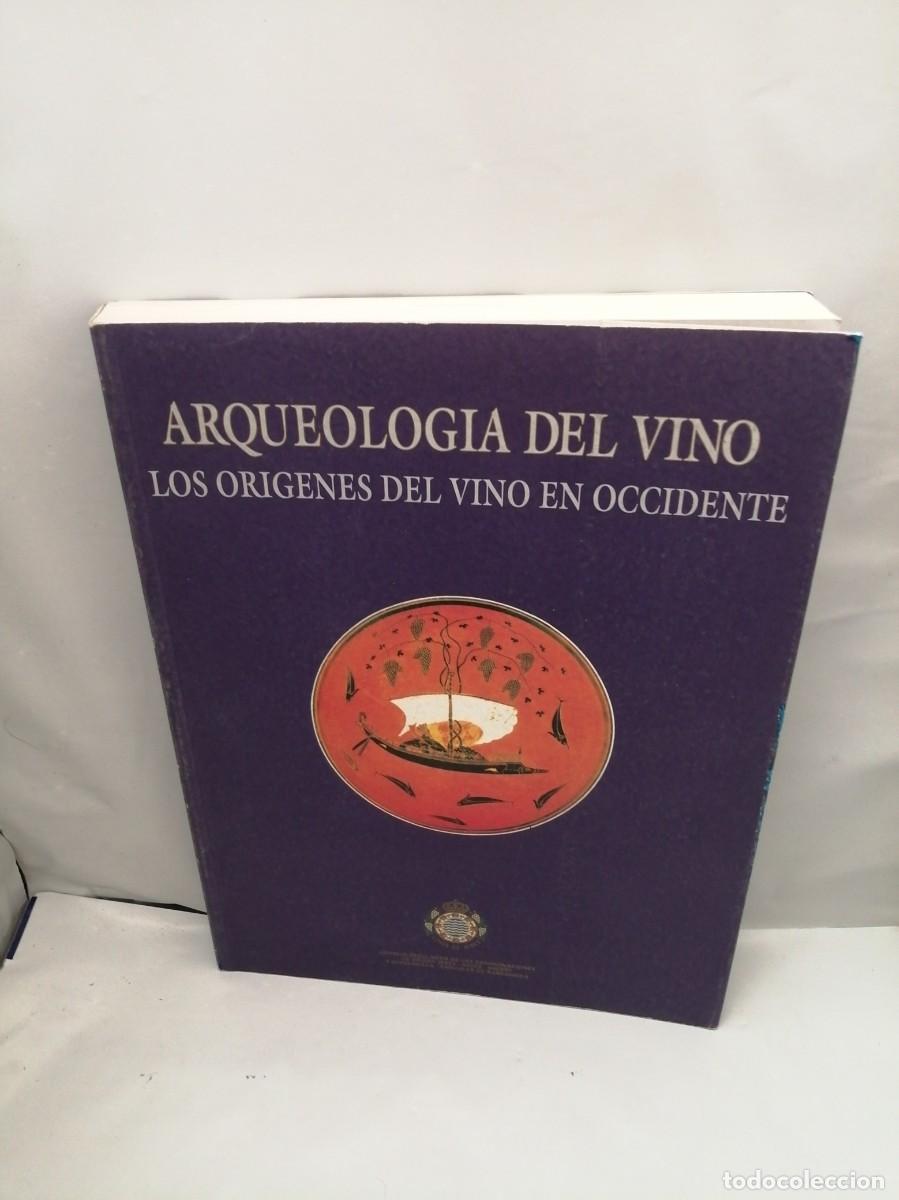 ARQUEOLOGIA DEL VINO
LOS ORIGENES DEL VINO EN OCCIDENTE
todocoleccion